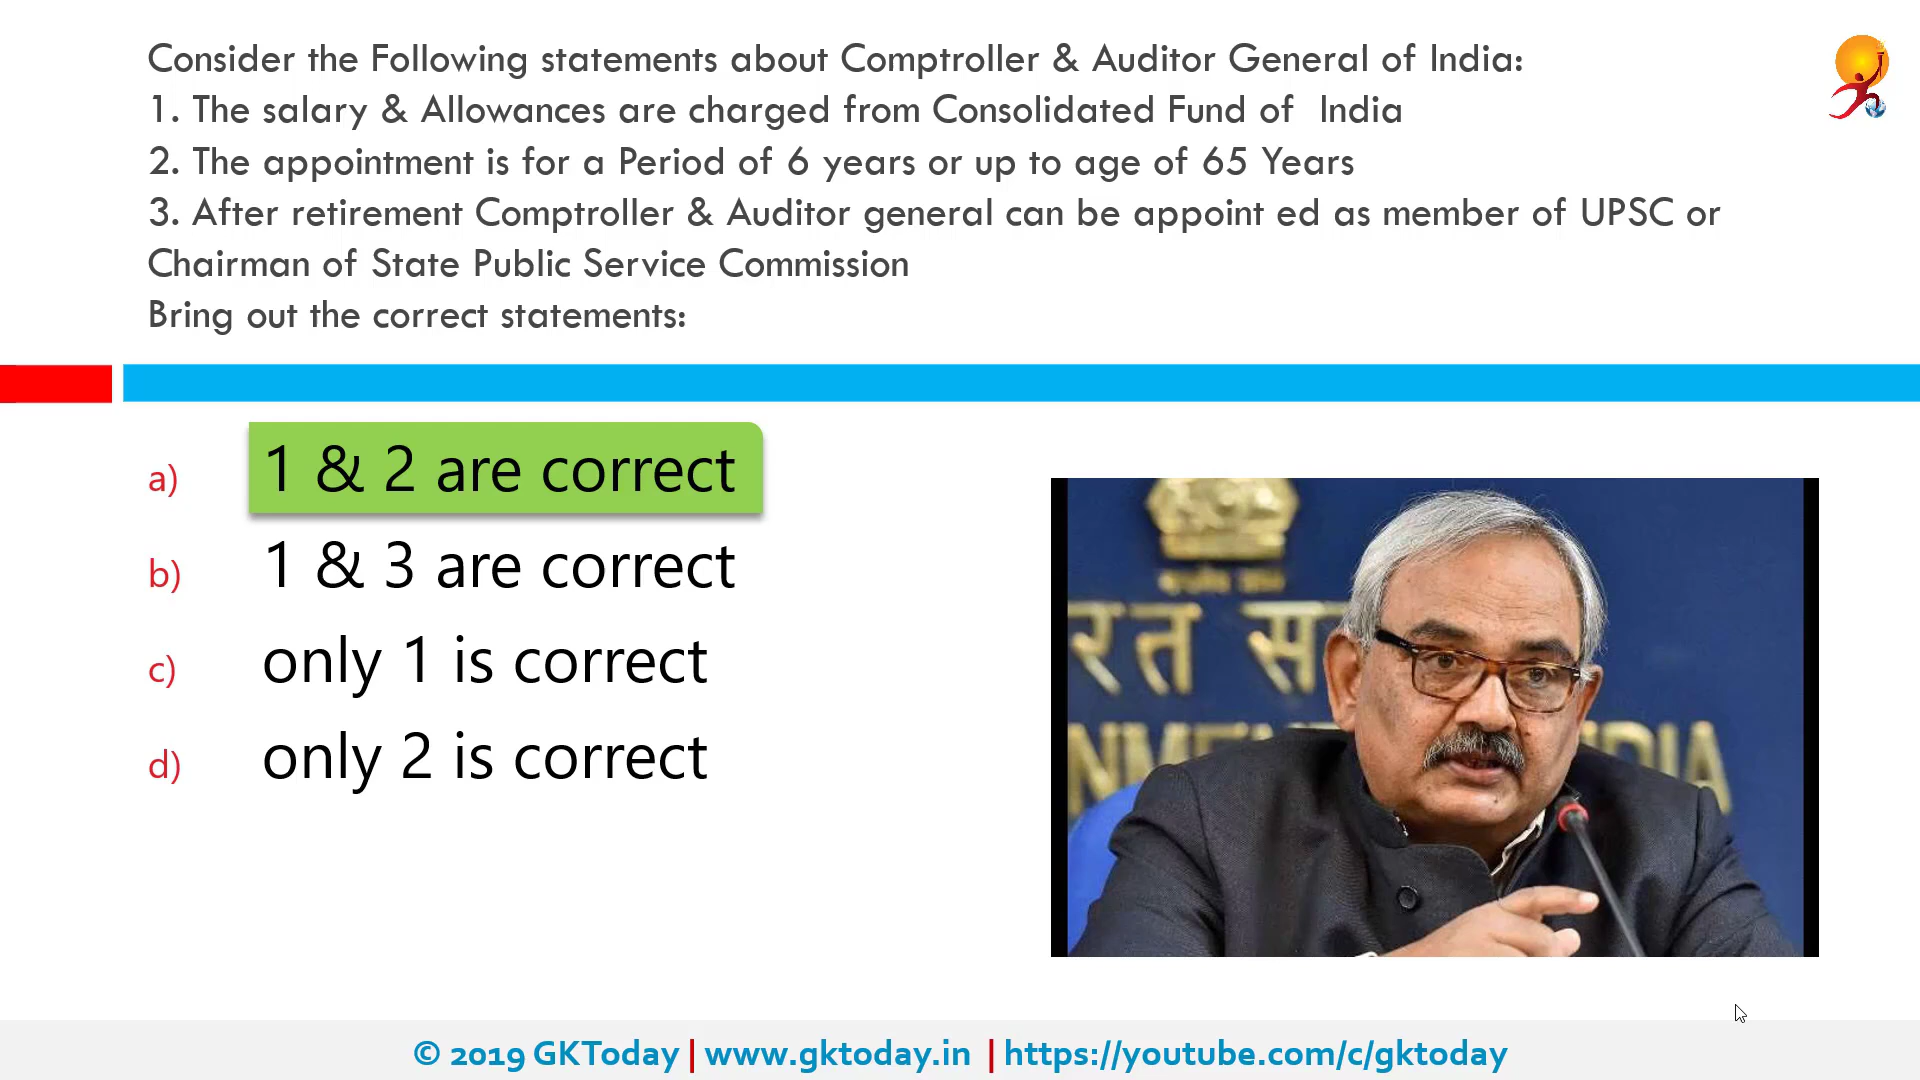 Consider the Following statements about Comptroller & Auditor General of India:
1. The salary & Allowances are charged from Consolidated Fund of India
2. The appointment is for a Period of 6 years or up to age of 65 Years
3. After retirement Comptroller & Auditor general can be appoint ed as member of UPSC or
Chairman of State Public Service Commission
Bring out the correct statements:
a) 1 & 2 are correct
b) 1 & 3 are correct
c) only 1 is correct
d) only 2 is correct
रत स
NMEN
INDIA
© 2019 GKToday | www.gktoday.in | https://youtube.com/c/gktoday